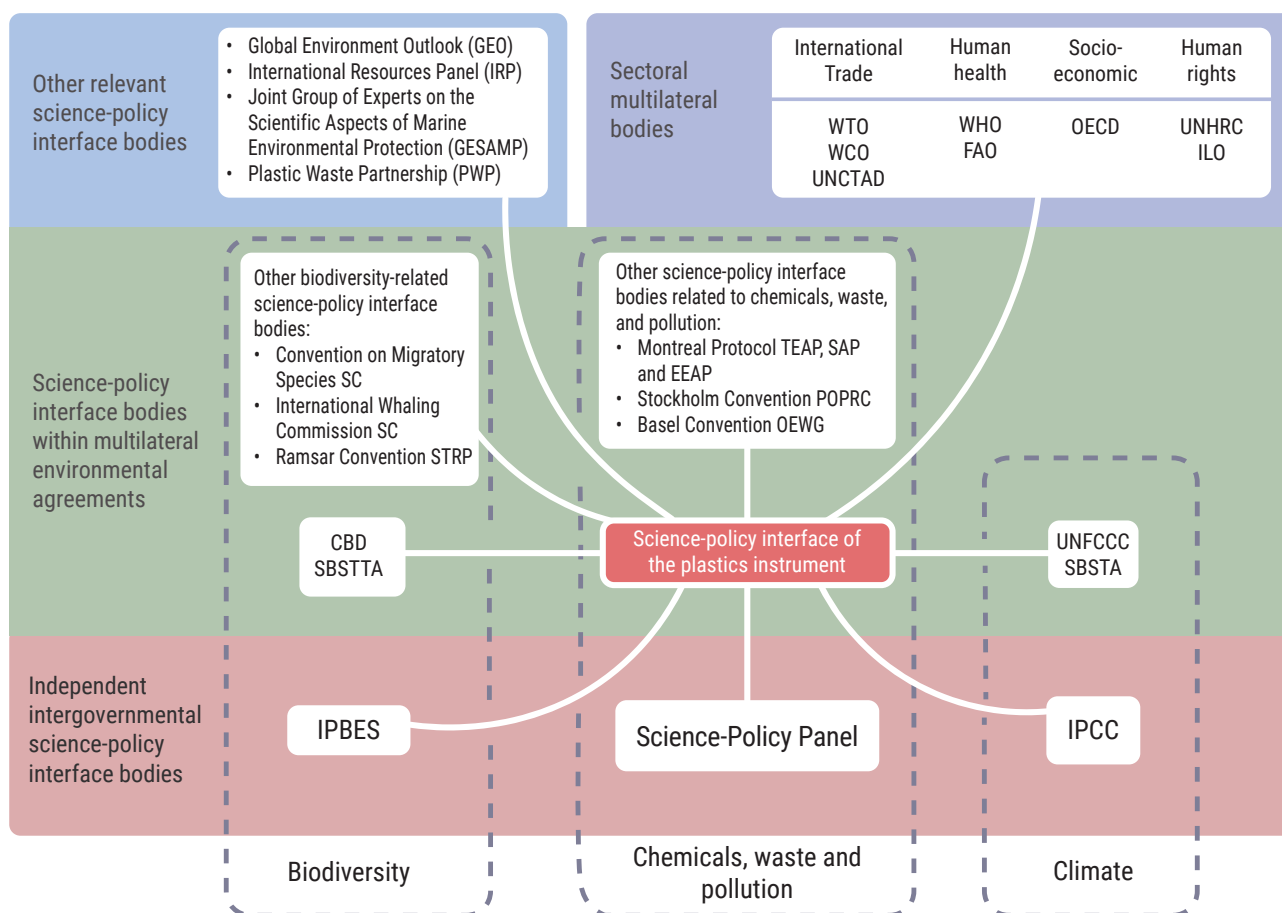 Other relevant
science-policy
interface bodies
• Global Environment Outlook (GEO)
• International Resources Panel (IRP)
• Joint Group of Experts on the
Scientific Aspects of Marine
Environmental Protection (GESAMP)
• Plastic Waste Partnership (PWP)
Sectoral
multilateral
bodies
International
Trade
Human
health
Socio-
economic
Human
rights
WTO
WCO
UNCTAD
WHO
FAO
OECD
UNHRC
ILO
Science-policy
interface bodies
within multilateral
environmental
agreements
Other biodiversity-related
science-policy interface
bodies:
• Convention on Migratory
Species SC
• International Whaling
Commission SC
• Ramsar Convention STRP
Other science-policy interface
bodies related to chemicals, waste,
and pollution:
• Montreal Protocol TEAP, SAP
and EEAP
• Stockholm Convention POPRC
• Basel Convention OEWG
CBD
SBSTTA
Science-policy interface of
the plastics instrument
UNFCCC
SBSTA
Independent
intergovernmental
science-policy
interface bodies
IPBES
Science-Policy Panel
IPCC
Biodiversity
Chemicals, waste and
pollution
Climate